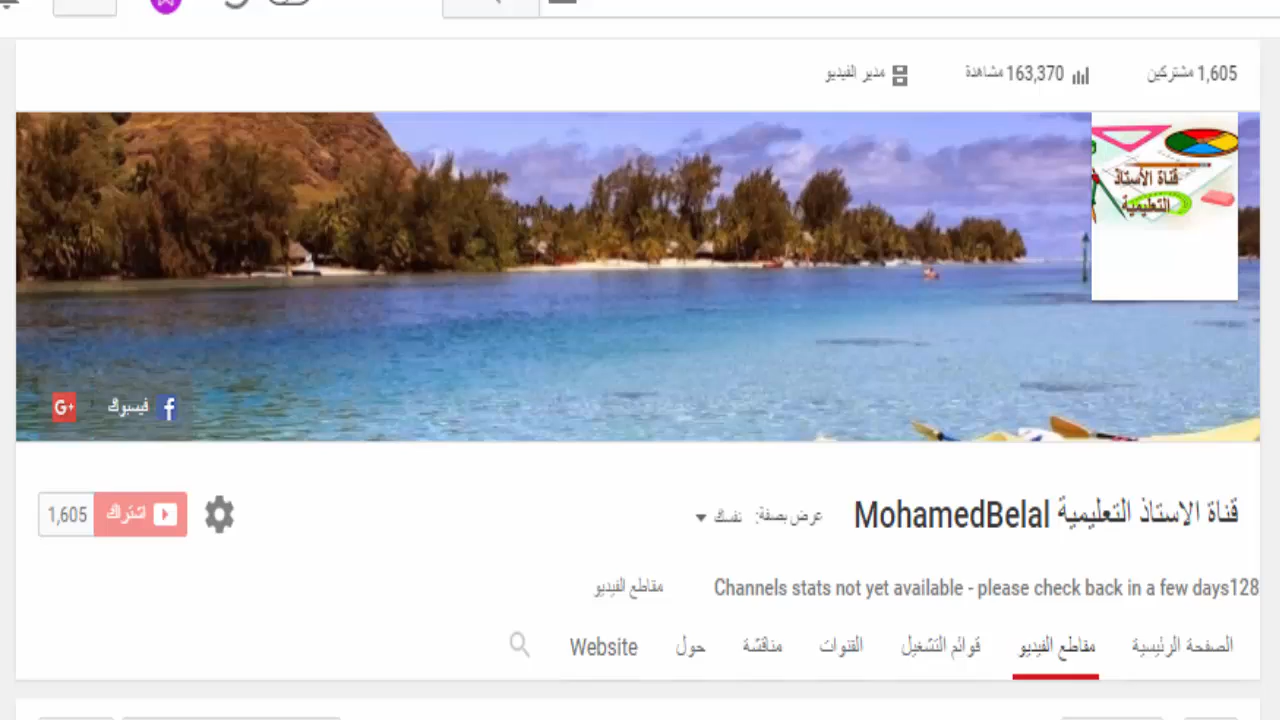 1,605 مشتركين 163,370 مشاهدة مدير الفيديو
قناة الأستاذ
التعليمية
فيسبوك G+
قناة الاستاذ التعليمية MohamedBelal عرض بصفة: نفسك اشتراك 1,605
Channels stats not yet available - please check back in a few days128 مقاطع الفيديو
الصفحة الرئيسية مقاطع الفيديو قوائم التشغيل القنوات مناقشة حول Website